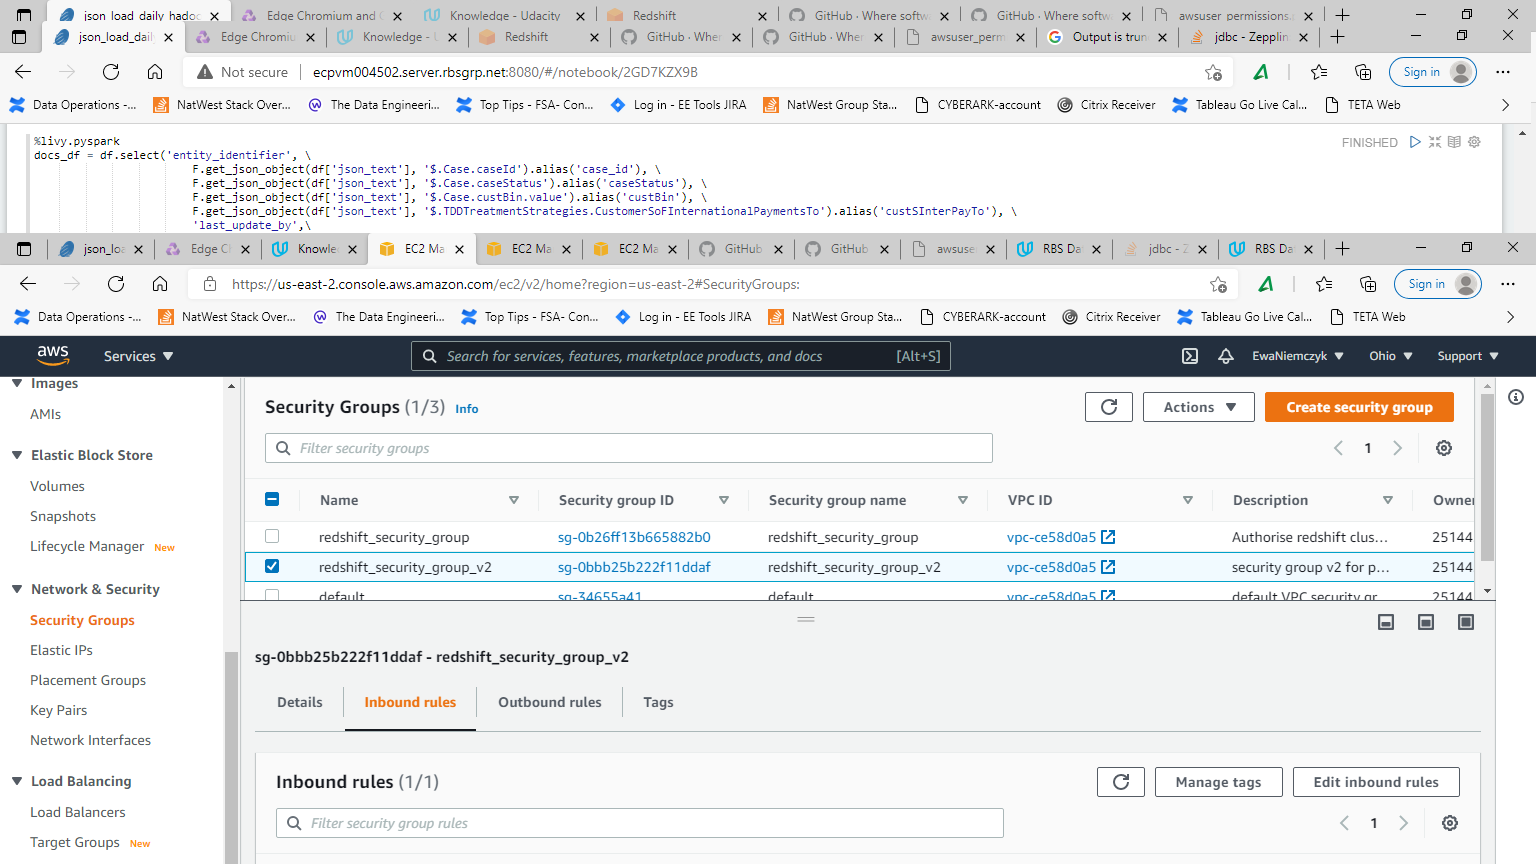 json_load_daily_hadoc
Edge Chromium and C
Knowledge - Udacity
Redshift
GitHub · Where softw
GitHub · Where softw
awsuser_permissions.
json_load_dail
Edge Chromiu
Knowledge - U
Redshift
GitHub · Wher
GitHub · Wher
awsuser_perm
Output is trun
jdbc - Zepplin
Not secure
ecpvm004502.server.rbsgrp.net:8080/#/notebook/2GD7KZX9B
Sign in
Data Operations -...
NatWest Stack Over...
The Data Engineeri...
Top Tips - FSA- Con...
Log in - EE Tools JIRA
NatWest Group Sta...
CYBERARK-account
Citrix Receiver
Tableau Go Live Cal...
TETA Web
%livy.pyspark
FINISHED
docs_df = df.select('entity_identifier', \
F.get_json_object(df['json_text'], '$.Case.caseId').alias('case_id'), \
F.get_json_object(df['json_text'], '$.Case.caseStatus').alias('caseStatus'), \
F.get_json_object(df['json_text'], '$.Case.custBin.value').alias('custBin'), \
F.get_json_object(df['json_text'], '$.TDDTreatmentStrategies.CustomerSoFInternationalPaymentsTo').alias('custSInterPayTo'), \
'last_update_by',\
json_loa
Edge Ch
Knowle
EC2 Ma
EC2 Ma
EC2 Ma
GitHub
GitHub
awsuse
RBS Da
jdbc - Z
RBS Da
https://us-east-2.console.aws.amazon.com/ec2/v2/home?region=us-east-2#SecurityGroups:
Sign in
Data Operations -...
NatWest Stack Over...
The Data Engineeri...
Top Tips - FSA- Con...
Log in - EE Tools JIRA
NatWest Group Sta...
CYBERARK-account
Citrix Receiver
Tableau Go Live Cal...
TETA Web
aws
Services
Search for services, features, marketplace products, and docs
[Alt+S]
EwaNiemczyk
Ohio
Support
Images
AMIs
Elastic Block Store
Volumes
Snapshots
Lifecycle Manager New
Network & Security
Security Groups
Elastic IPs
Placement Groups
Key Pairs
Network Interfaces
Load Balancing
Load Balancers
Target Groups New
Security Groups (1/3) Info
Actions
Create security group
Filter security groups
1
Name
Security group ID
Security group name
VPC ID
Description
Owner
redshift_security_group
sg-0b26ff13b665882b0
redshift_security_group
vpc-ce58d0a5
Authorise redshift clus...
25144
redshift_security_group_v2
sg-0bbb25b222f11ddaf
redshift_security_group_v2
vpc-ce58d0a5
security group v2 for p...
25144
default
sg-34655a41
default
vpc-ce58d0a5
default VPC security gr
25144
sg-0bbb25b222f11ddaf - redshift_security_group_v2
Details
Inbound rules
Outbound rules
Tags
Inbound rules (1/1)
Manage tags
Edit inbound rules
Filter security group rules
1